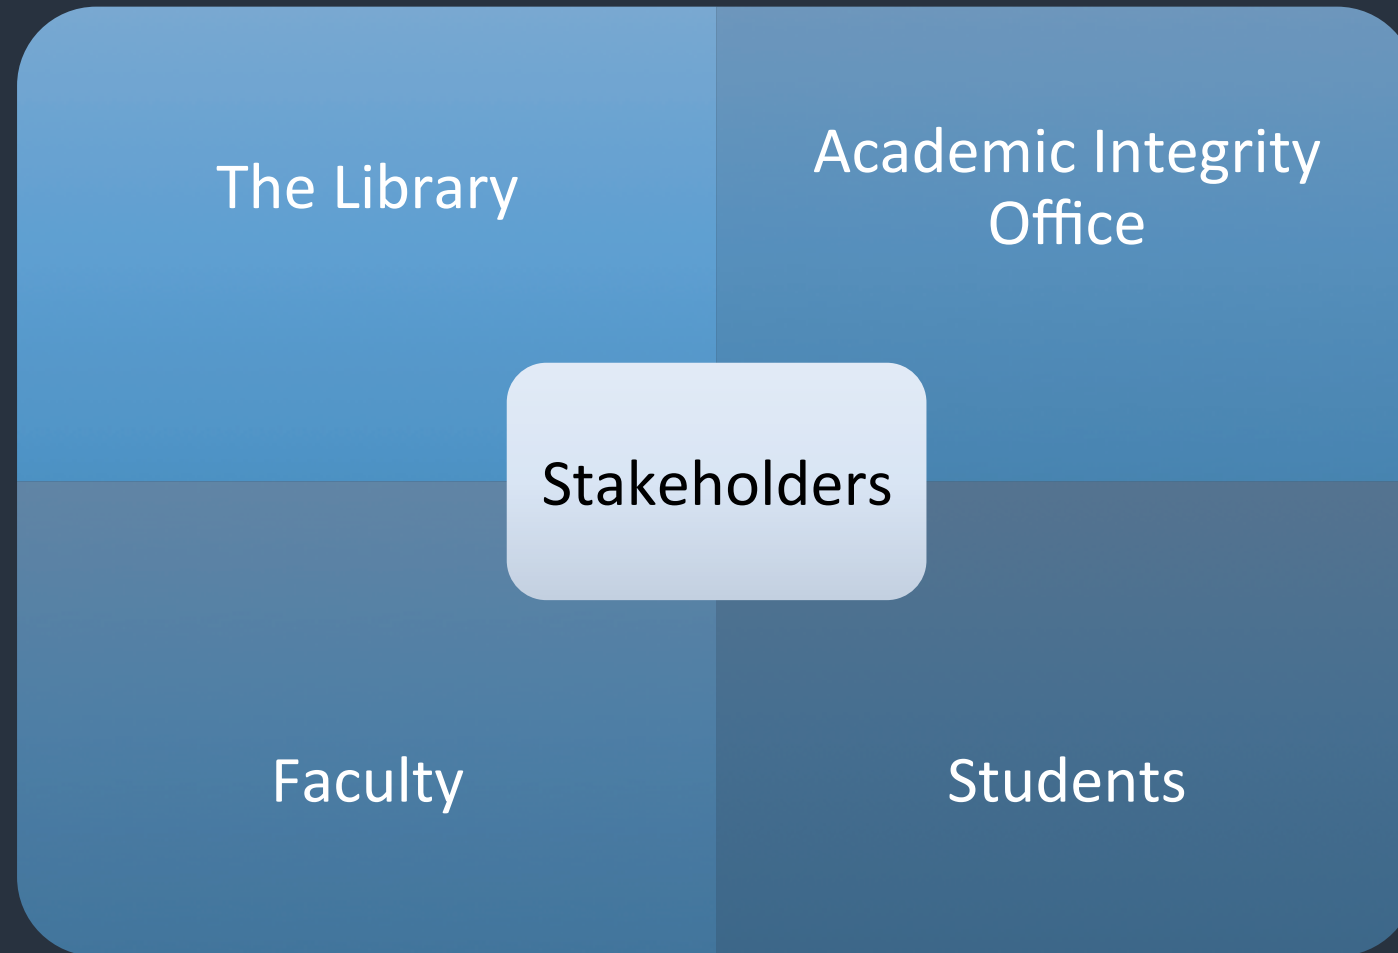 The Library
Academic Integrity
Office
Stakeholders
Faculty
Students